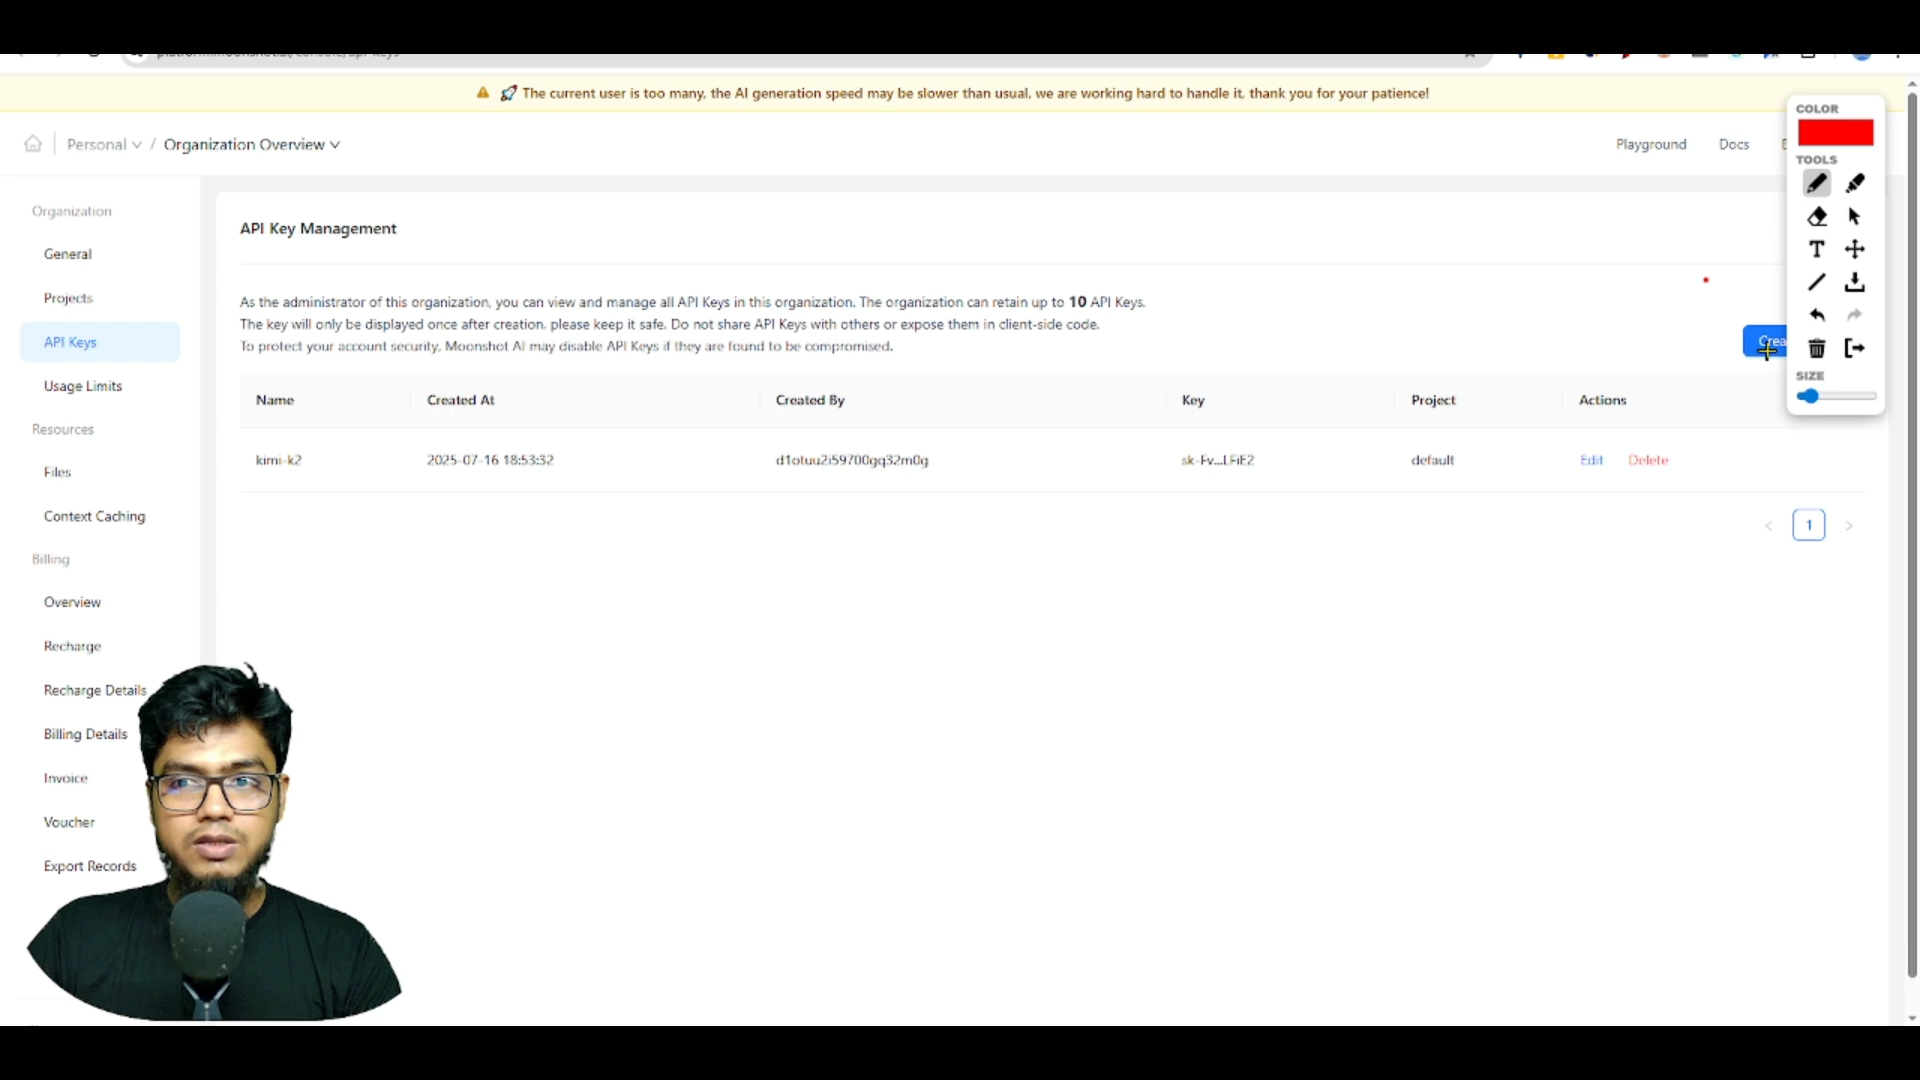 The current user is too many, the AI generation speed may be slower than usual, we are working hard to handle it, thank you for your patience!
Personal / Organization Overview
Playground Docs
COLOR
TOOLS
T
SIZE
Organization
General
Projects
API Keys
Usage Limits
Resources
Files
Context Caching
Billing
Overview
Recharge
Recharge Details
Billing Details
Invoice
Voucher
Export Records
API Key Management
As the administrator of this organization, you can view and manage all API Keys in this organization. The organization can retain up to 10 API Keys.
The key will only be displayed once after creation, please keep it safe. Do not share API Keys with others or expose them in client-side code.
To protect your account security, Moonshot AI may disable API Keys if they are found to be compromised.
Crea
Name Created At Created By Key Project Actions
kimi-k2 2025-07-16 18:53:32 d1otuu2i59700gq32m0g sk-Fv...LFiE2 default Edit Delete
1